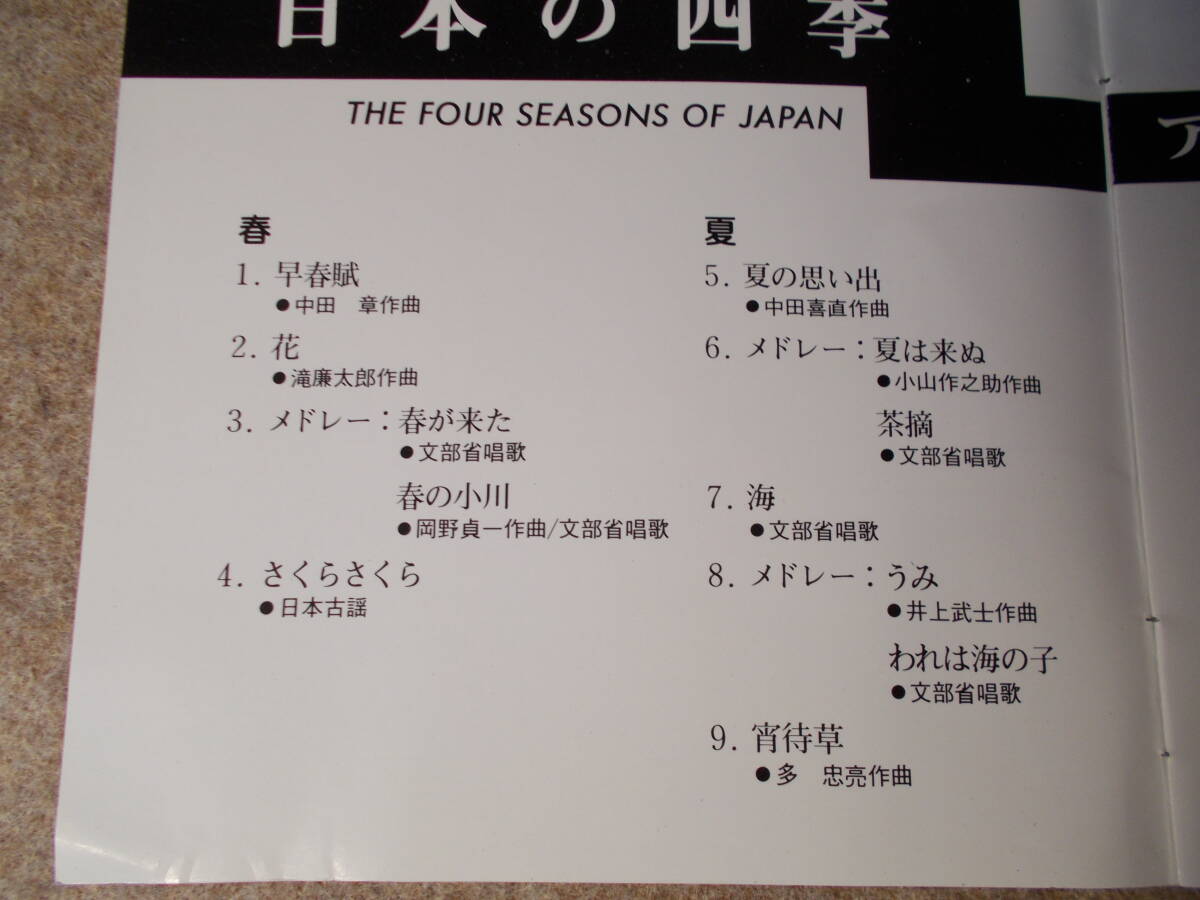 日本の四季
THE FOUR SEASONS OF JAPAN
春
1. 早春賦
●中田　章作曲
2. 花
●滝廉太郎作曲
3. メドレー：春が来た
●文部省唱歌
春の小川
●岡野貞一作曲/文部省唱歌
4. さくらさくら
●日本古謡
夏
5. 夏の思い出
●中田喜直作曲
6. メドレー：夏は来ぬ
●小山作之助作曲
茶摘
●文部省唱歌
7. 海
●文部省唱歌
8. メドレー：うみ
●井上武士作曲
われは海の子
●文部省唱歌
9. 宵待草
●多　忠亮作曲
ア